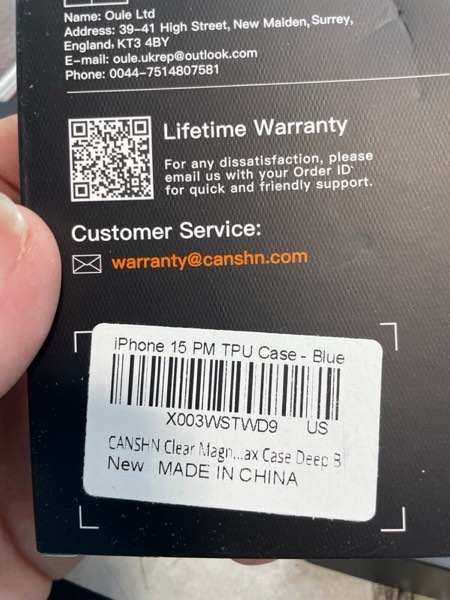 Name: Oule Ltd
Address: 39-41 High Street, New Malden, Surrey,
England, KT3 4BY
E-mail: oule.ukrep@outlook.com
Phone: 0044-7514807581
Lifetime Warranty
For any dissatisfaction, please
email us with your Order ID
for quick and friendly support.
Customer Service:
warranty@canshn.com
iPhone 15 PM TPU Case - Blue
X003WSTWD9 US
CANSHN Clear Magn...ax Case Deep B
New MADE IN CHINA